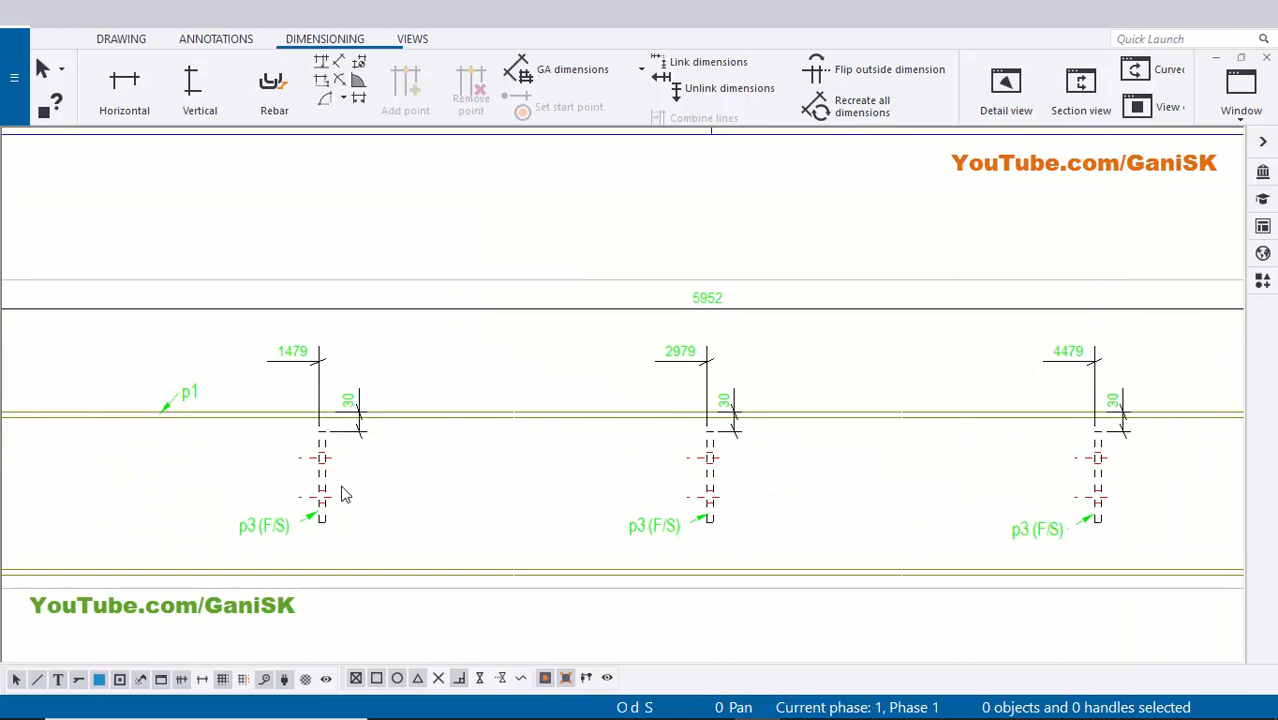 DRAWING ANNOTATIONS DIMENSIONING VIEWS Quick Launch
Horizontal Vertical Rebar Add point Remove point
GA dimensions
Set start point
Link dimensions
Unlink dimensions
Combine lines
Flip outside dimension
Recreate all dimensions
Detail view Section view
Curve
View
Window
YouTube.com/GaniSK
5952
1479 2979 4479
p1 30 30 30
p3 (F/S) p3 (F/S) p3 (F/S)
YouTube.com/GaniSK
O d S 0 Pan Current phase: 1, Phase 1 0 objects and 0 handles selected